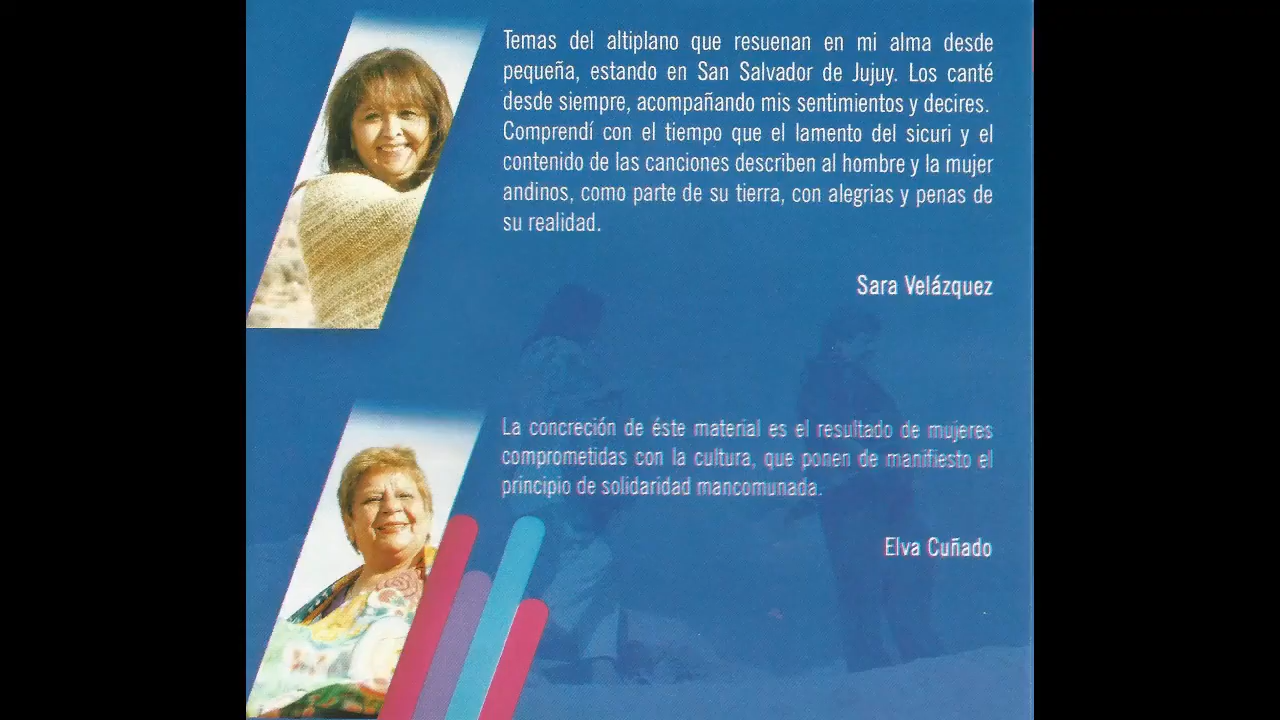 Temas del altiplano que resuenan en mi alma desde
pequeña, estando en San Salvador de Jujuy. Los canté
desde siempre, acompañando mis sentimientos y decires.
Comprendí con el tiempo que el lamento del sicuri y el
contenido de las canciones describen al hombre y la mujer
andinos, como parte de su tierra, con alegrias y penas de
su realidad.
Sara Velázquez
La concreción de éste material es el resultado de mujeres
comprometidas con la cultura, que ponen de manifiesto el
principio de solidaridad mancomunada.
Elva Cuñado